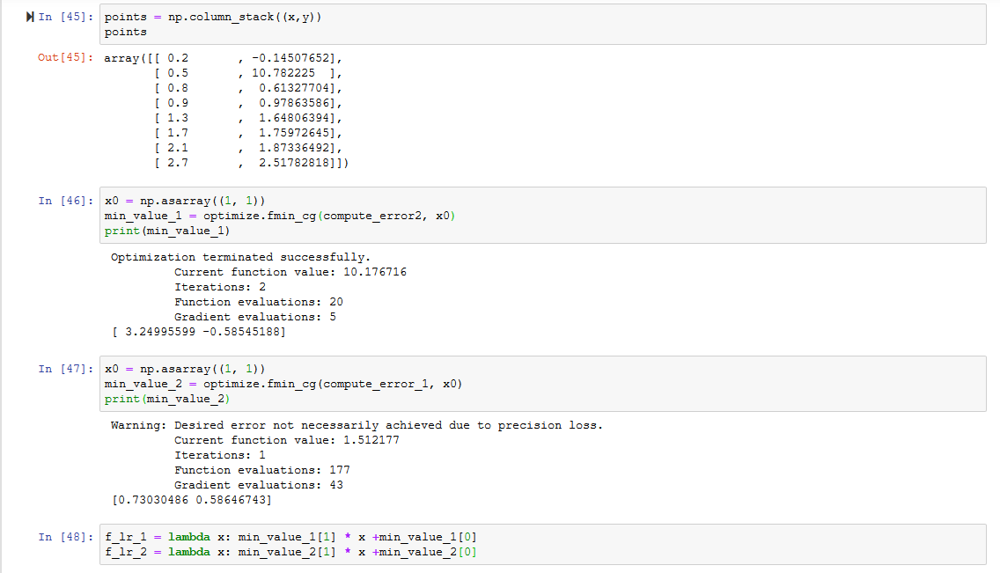 In [45]: points = np.column_stack((x,y))
points
Out[45]: array([[ 0.2       , -0.14507652],
[ 0.5       , 10.782225  ],
[ 0.8       ,  0.61327704],
[ 0.9       ,  0.97863586],
[ 1.3       ,  1.64806394],
[ 1.7       ,  1.75972645],
[ 2.1       ,  1.87336492],
[ 2.7       ,  2.51782818]])
In [46]: x0 = np.asarray((1, 1))
min_value_1 = optimize.fmin_cg(compute_error2, x0)
print(min_value_1)
Optimization terminated successfully.
Current function value: 10.176716
Iterations: 2
Function evaluations: 20
Gradient evaluations: 5
[ 3.24995599 -0.58545188]
In [47]: x0 = np.asarray((1, 1))
min_value_2 = optimize.fmin_cg(compute_error_1, x0)
print(min_value_2)
Warning: Desired error not necessarily achieved due to precision loss.
Current function value: 1.512177
Iterations: 1
Function evaluations: 177
Gradient evaluations: 43
[0.73030486 0.58646743]
In [48]: f_lr_1 = lambda x: min_value_1[1] * x +min_value_1[0]
f_lr_2 = lambda x: min_value_2[1] * x +min_value_2[0]